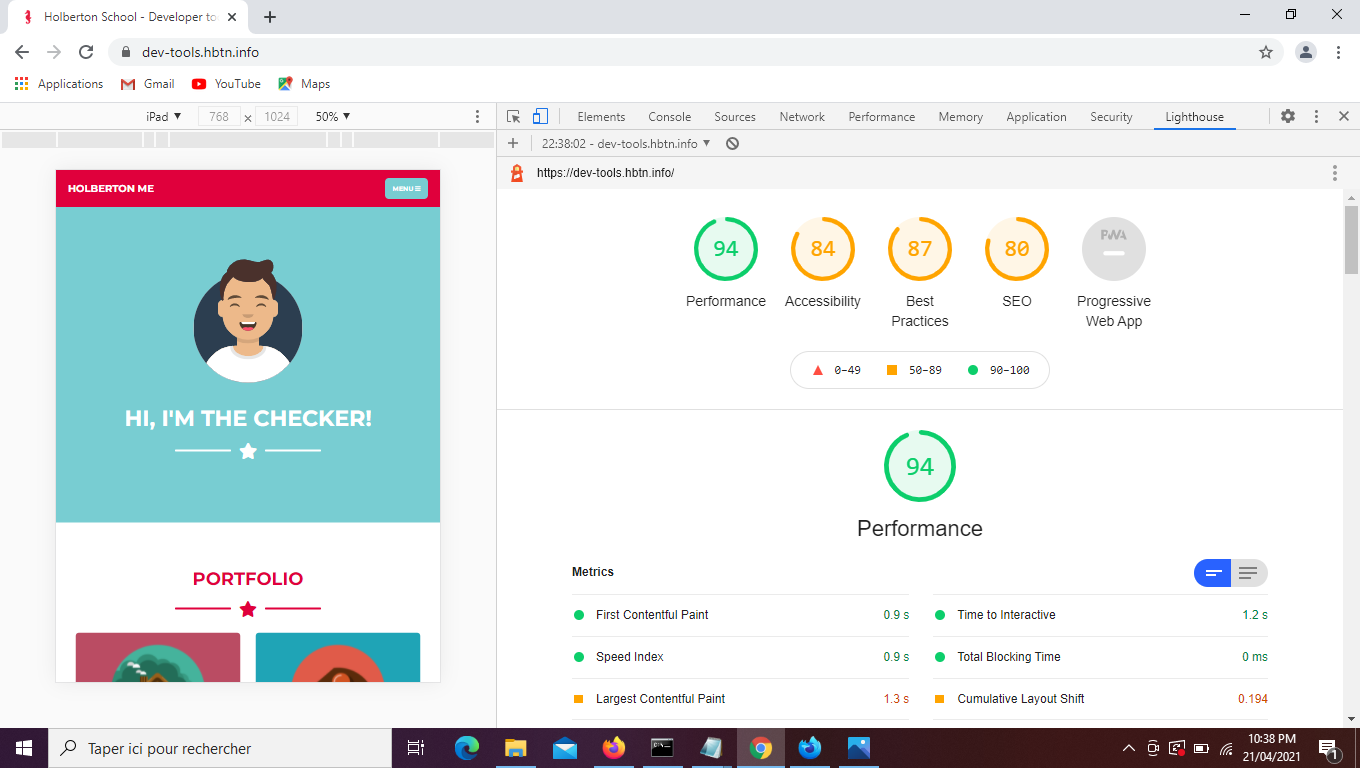 Holberton School - Developer to
dev-tools.hbtn.info
Applications Gmail YouTube Maps
iPad 768 × 1024 50%
Elements Console Sources Network Performance Memory Application Security Lighthouse
22:38:02 - dev-tools.hbtn.info
https://dev-tools.hbtn.info/
HOLBERTON ME
MENU
HI, I'M THE CHECKER!
PORTFOLIO
94 84 87 80 PWA
Performance Accessibility Best Practices SEO Progressive Web App
0–49 50–89 90–100
94
Performance
Metrics
First Contentful Paint 0.9 s
Time to Interactive 1.2 s
Speed Index 0.9 s
Total Blocking Time 0 ms
Largest Contentful Paint 1.3 s
Cumulative Layout Shift 0.194
Taper ici pour rechercher
10:38 PM
21/04/2021
1